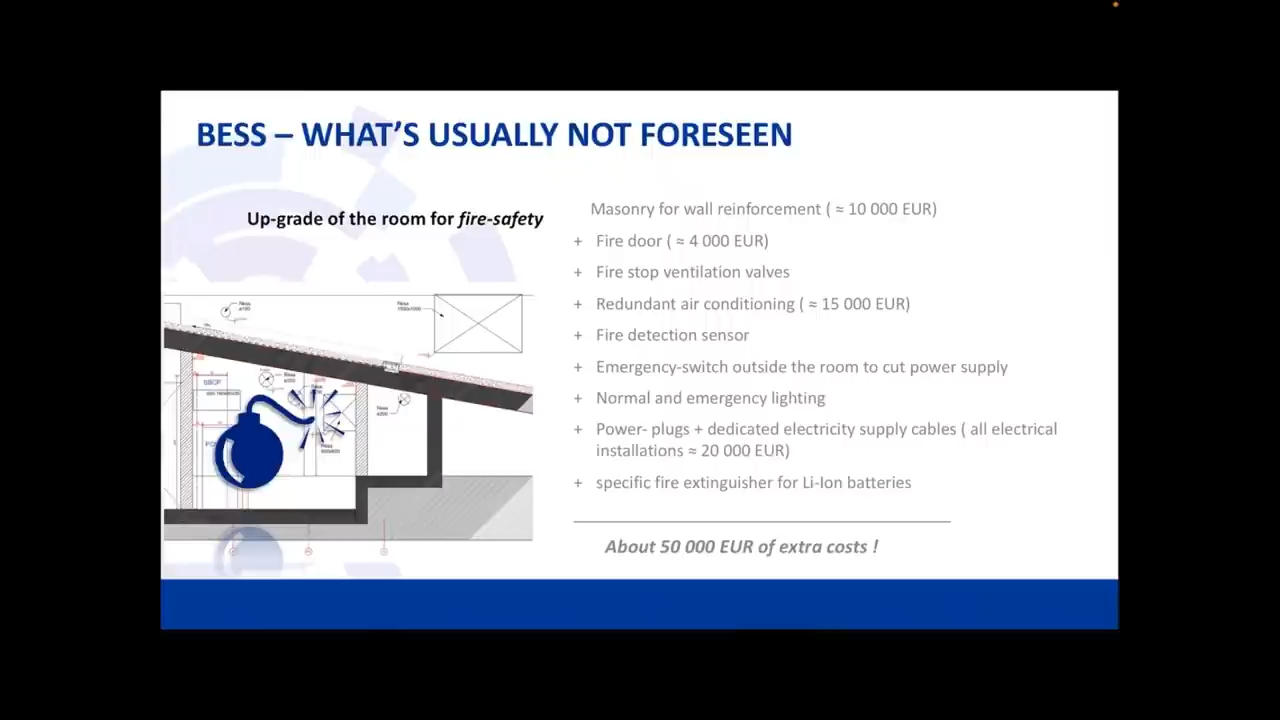 BESS – WHAT'S USUALLY NOT FORESEEN
Up-grade of the room for fire-safety
Masonry for wall reinforcement ( ≈ 10 000 EUR)
+ Fire door ( ≈ 4 000 EUR)
+ Fire stop ventilation valves
+ Redundant air conditioning ( ≈ 15 000 EUR)
+ Fire detection sensor
+ Emergency-switch outside the room to cut power supply
+ Normal and emergency lighting
+ Power- plugs + dedicated electricity supply cables ( all electrical
installations ≈ 20 000 EUR)
+ specific fire extinguisher for Li-Ion batteries
About 50 000 EUR of extra costs !